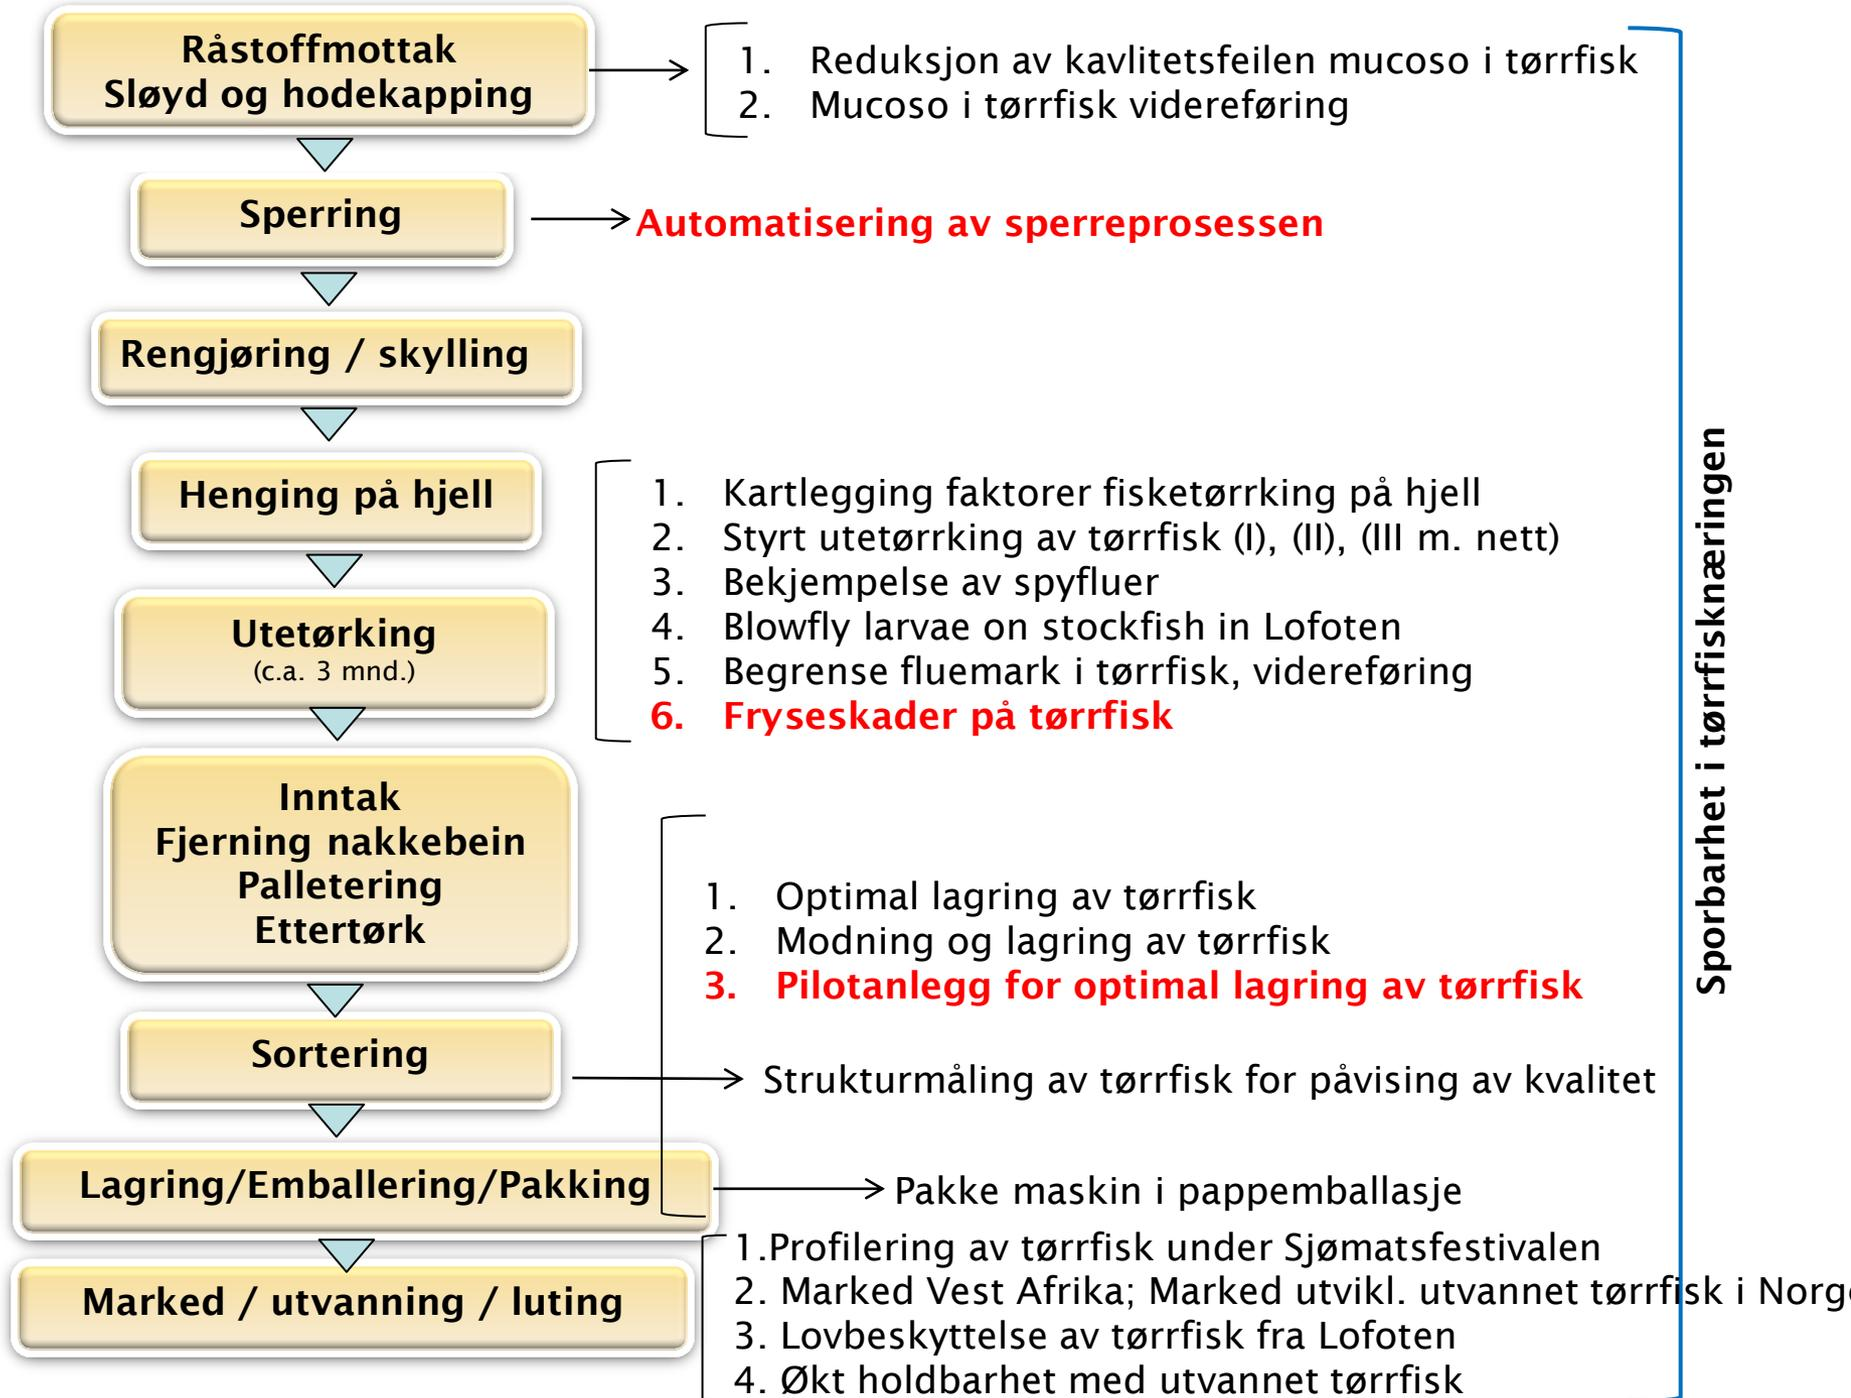 Råstoffmottak
Sløyd og hodekapping
1. Reduksjon av kavlitetsfeilen mucoso i tørrfisk
2. Mucoso i tørrfisk videreføring
Sperring
Automatisering av sperreprosessen
Rengjøring / skylling
Henging på hjell
1. Kartlegging faktorer fisketørrking på hjell
2. Styrt utetørrking av tørrfisk (I), (II), (III m. nett)
3. Bekjempelse av spyfluer
4. Blowfly larvae on stockfish in Lofoten
5. Begrense fluemark i tørrfisk, videreføring
6. Fryseskader på tørrfisk
Utetørking
(c.a. 3 mnd.)
Inntak
Fjerning nakkebein
Palletering
Ettertørk
1. Optimal lagring av tørrfisk
2. Modning og lagring av tørrfisk
3. Pilotanlegg for optimal lagring av tørrfisk
Sortering
Strukturmåling av tørrfisk for påvising av kvalitet
Lagring/Emballering/Pakking
Pakke maskin i pappemballasje
Marked / utvanning / luting
1.Profilering av tørrfisk under Sjømatsfestivalen
2. Marked Vest Afrika; Marked utvikl. utvannet tørrfisk i Norge
3. Lovbeskyttelse av tørrfisk fra Lofoten
4. Økt holdbarhet med utvannet tørrfisk
Sporbarhet i tørrfisknæringen